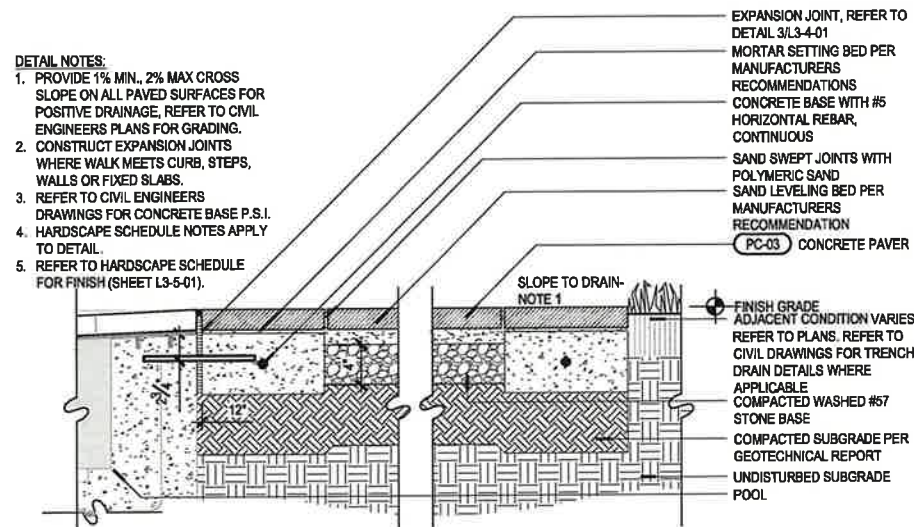 DETAIL NOTES:
1. PROVIDE 1% MIN., 2% MAX CROSS
SLOPE ON ALL PAVED SURFACES FOR
POSITIVE DRAINAGE, REFER TO CIVIL
ENGINEERS PLANS FOR GRADING.
2. CONSTRUCT EXPANSION JOINTS
WHERE WALK MEETS CURB, STEPS,
WALLS OR FIXED SLABS.
3. REFER TO CIVIL ENGINEERS
DRAWINGS FOR CONCRETE BASE P.S.I.
4. HARDSCAPE SCHEDULE NOTES APPLY
TO DETAIL.
5. REFER TO HARDSCAPE SCHEDULE
FOR FINISH (SHEET L3-5-01).
EXPANSION JOINT, REFER TO
DETAIL 3/L3-4-01
MORTAR SETTING BED PER
MANUFACTURERS
RECOMMENDATIONS
CONCRETE BASE WITH #5
HORIZONTAL REBAR,
CONTINUOUS
SAND SWEPT JOINTS WITH
POLYMERIC SAND
SAND LEVELING BED PER
MANUFACTURERS
RECOMMENDATION
PC-03 CONCRETE PAVER
SLOPE TO DRAIN-
NOTE 1
FINISH GRADE
ADJACENT CONDITION VARIES
REFER TO PLANS. REFER TO
CIVIL DRAWINGS FOR TRENCH
DRAIN DETAILS WHERE
APPLICABLE
COMPACTED WASHED #57
STONE BASE
COMPACTED SUBGRADE PER
GEOTECHNICAL REPORT
UNDISTURBED SUBGRADE
POOL
3/4
12"
4"